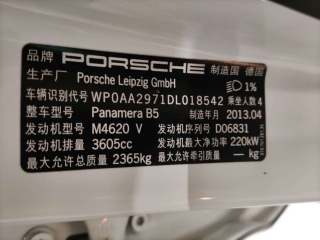 品牌 PORSCHE 制造国 德国
生产厂 Porsche Leipzig GmbH 1%
车辆识别代号 WP0AA2971DL018542 乘坐人数 4
整车型号 Panamera B5 制造年月 2013.04
发动机型号 M4620 V 发动机序列号 D06831
发动机排量 3605cc 发动机最大净功率 220kW
最大允许总质量 2365kg 最大允许牵引质量 — kg